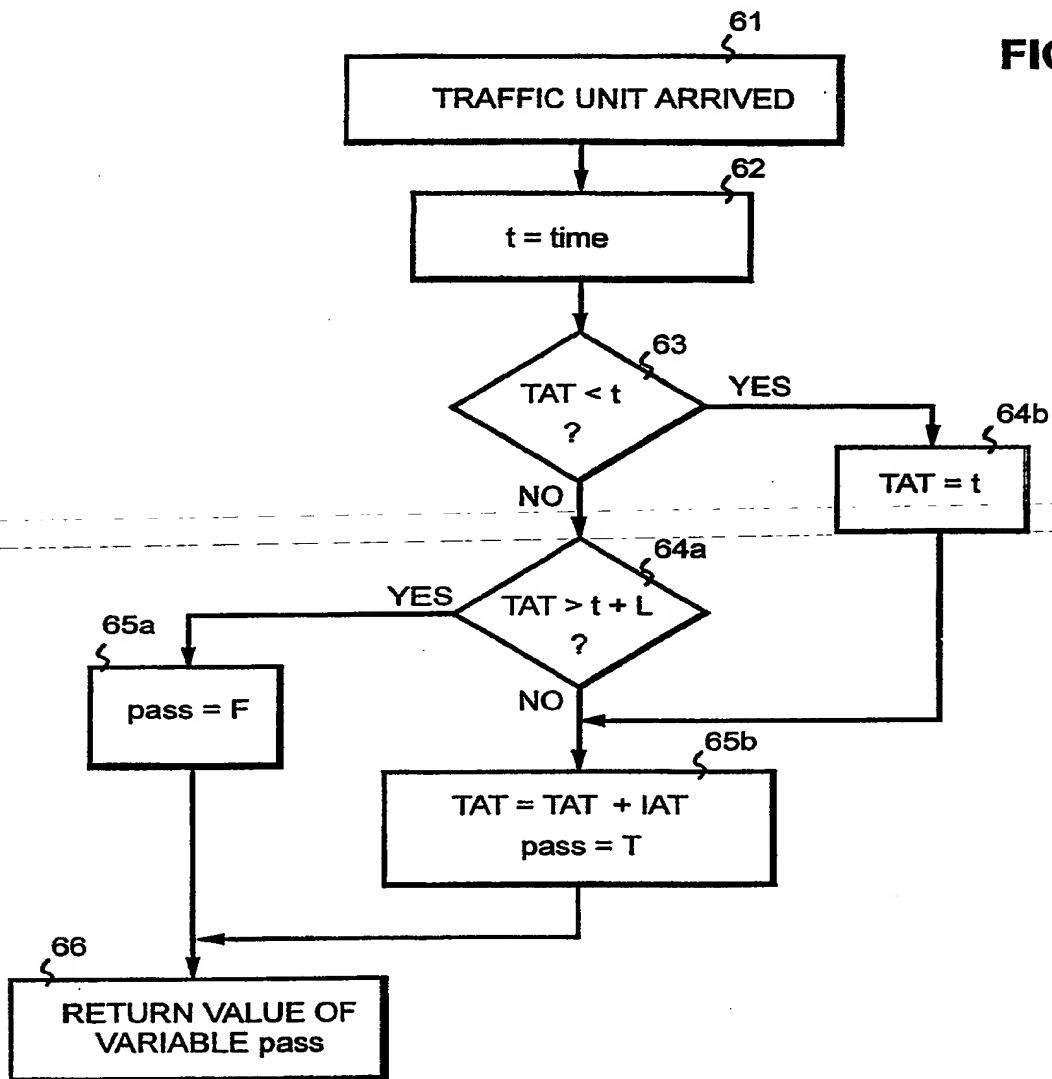 61
FIG
TRAFFIC UNIT ARRIVED
62
t = time
63
TAT < t
?
YES
64b
TAT = t
NO
64a
TAT > t + L
?
YES
65a
pass = F
NO
65b
TAT = TAT + IAT
pass = T
66
RETURN VALUE OF
VARIABLE pass